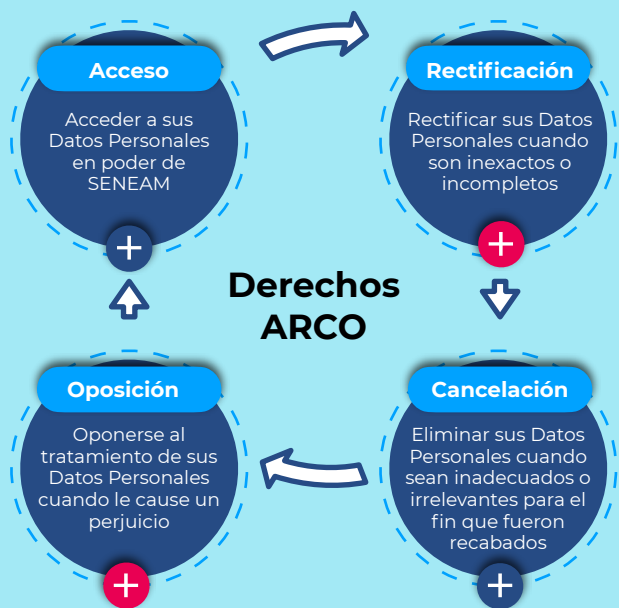 Acceso
Acceder a sus
Datos Personales
en poder de
SENEAM
Rectificación
Rectificar sus Datos
Personales cuando
son inexactos o
incompletos
Derechos
ARCO
Oposición
Oponerse al
tratamiento de sus
Datos Personales
cuando le cause un
perjuicio
Cancelación
Eliminar sus Datos
Personales cuando
sean inadecuados o
irrelevantes para el
fin que fueron
recabados